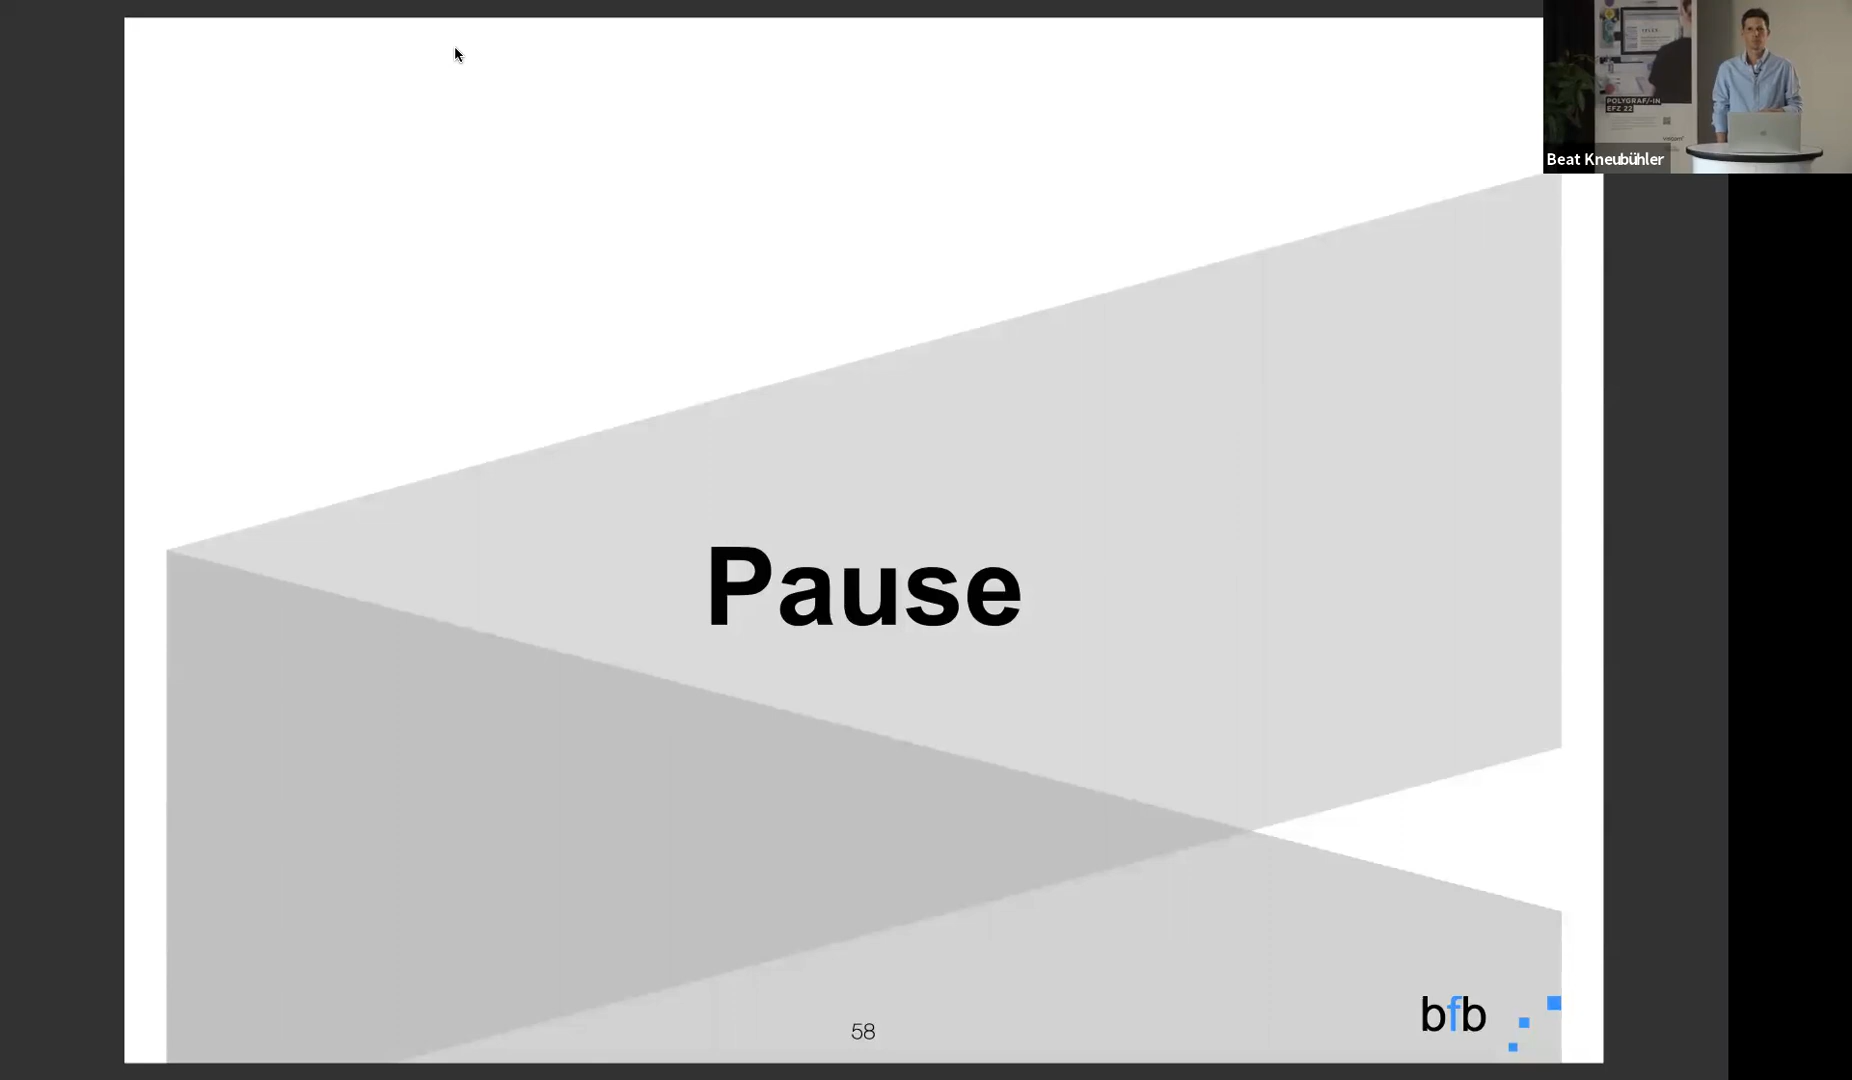 POLYGRAF/-IN
EFZ 22
Beat Kneubühler
Pause
58
bfb